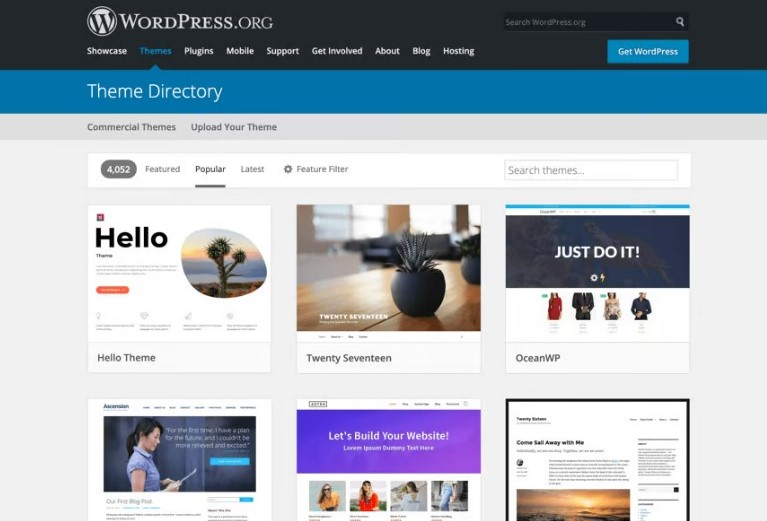 WORDPRESS.ORG
Search WordPress.org
Showcase Themes Plugins Mobile Support Get Involved About Blog Hosting
Get WordPress
Theme Directory
Commercial Themes Upload Your Theme
4,052 Featured Popular Latest Feature Filter
Search themes...
Hello
Theme
TWENTY SEVENTEEN
OceanWP
JUST DO IT!
Hello Theme
Twenty Seventeen
OceanWP
Ascension
"For the first time, I have a
plan for the future, and I couldn't be
more relieved and excited."
Our First Blog Post
ASTRA
Let's Build Your Website!
Lorem Ipsum Dummy Text
Twenty Sixteen
Come Sail Away with Me